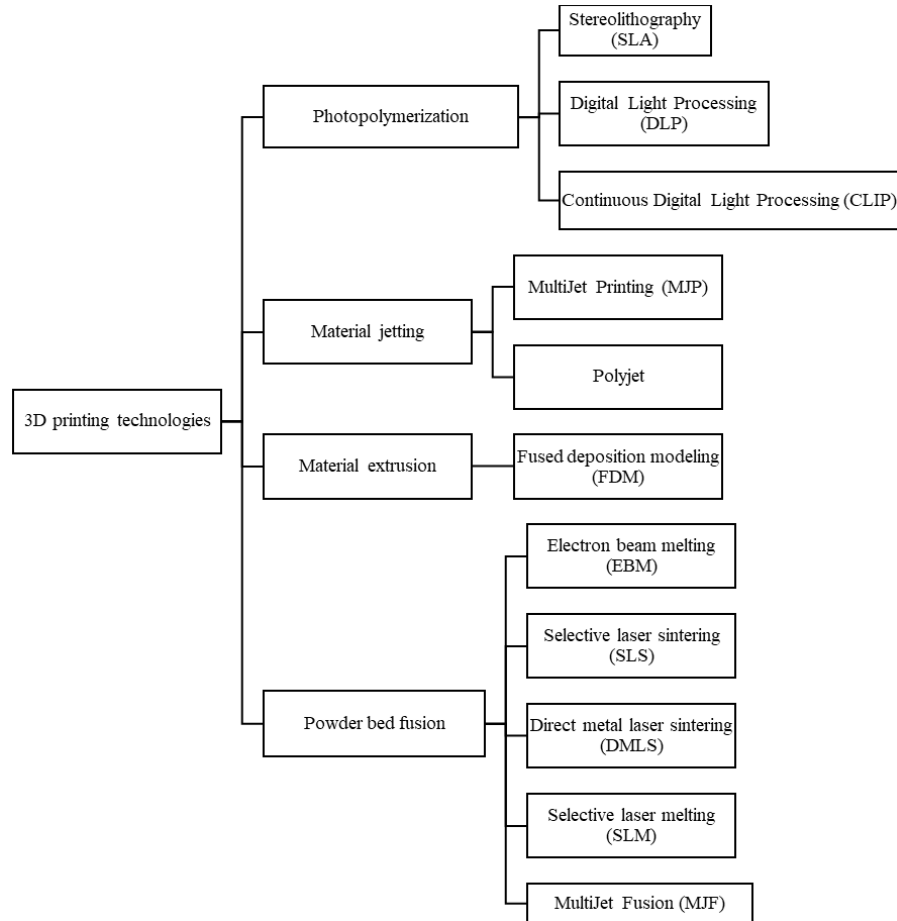 3D printing technologies
Photopolymerization
Stereolithography
(SLA)
Digital Light Processing
(DLP)
Continuous Digital Light Processing (CLIP)
Material jetting
MultiJet Printing (MJP)
Polyjet
Material extrusion
Fused deposition modeling
(FDM)
Powder bed fusion
Electron beam melting
(EBM)
Selective laser sintering
(SLS)
Direct metal laser sintering
(DMLS)
Selective laser melting
(SLM)
MultiJet Fusion (MJF)